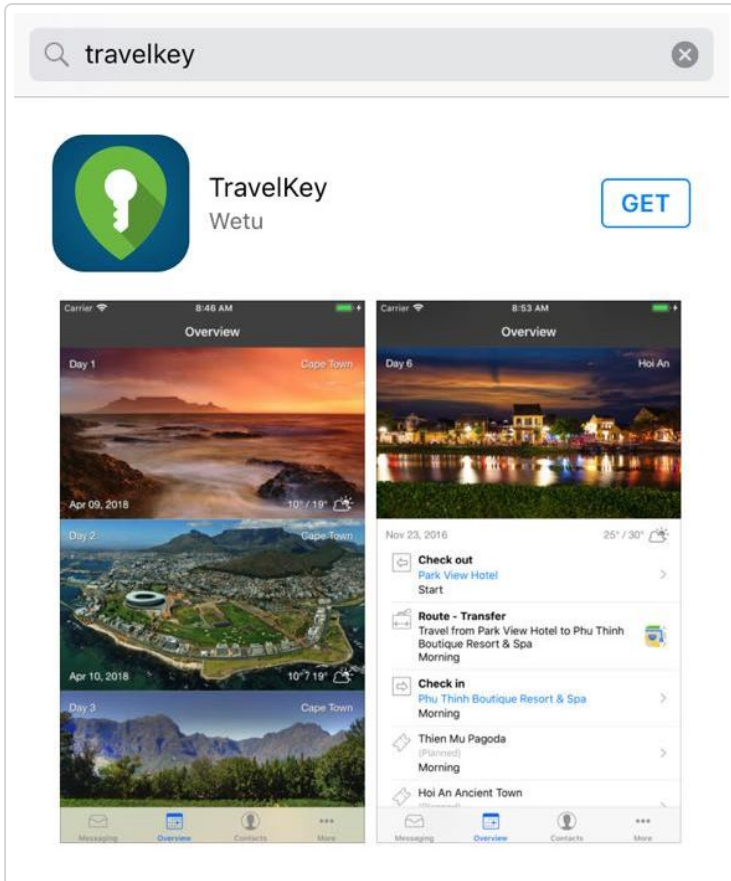 travelkey
TravelKey
Wetu
GET
Carrier 8:46 AM
Overview
Day 1 Cape Town
Apr 09, 2018 10° / 19°
Day 2 Cape Town
Apr 10, 2018 10° / 19°
Day 3 Cape Town
Messaging Overview Contacts More
Carrier 8:53 AM
Overview
Day 6 Hoi An
Nov 23, 2016 25° / 30°
Check out
Park View Hotel
Start
Route - Transfer
Travel from Park View Hotel to Phu Thinh
Boutique Resort & Spa
Morning
Check in
Phu Thinh Boutique Resort & Spa
Morning
Thien Mu Pagoda
(Planned)
Morning
Hoi An Ancient Town
Messaging Overview Contacts More